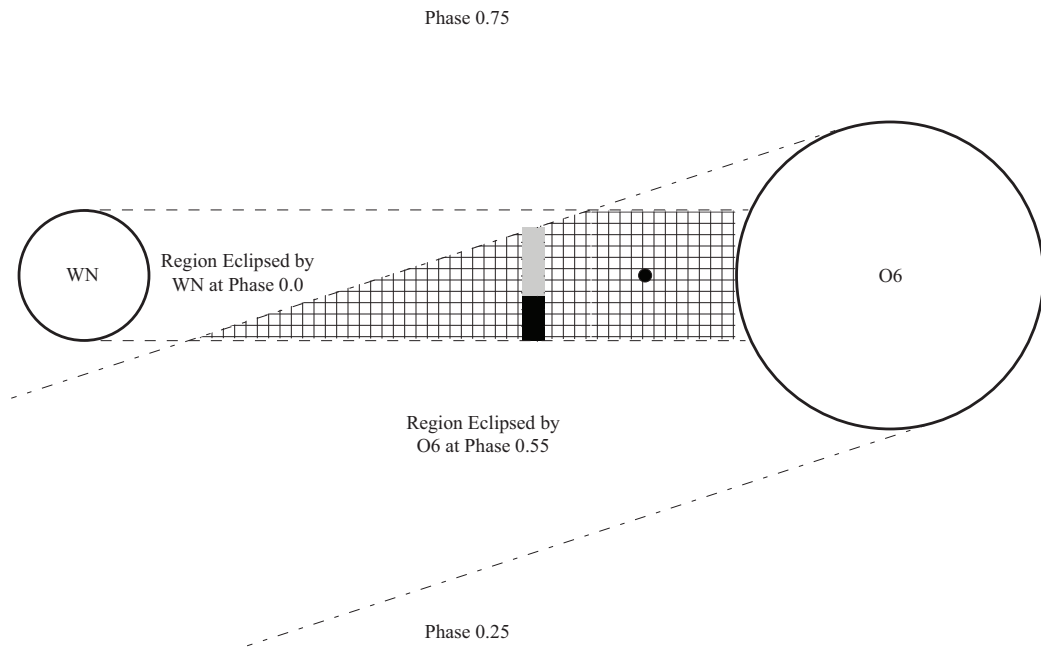 Phase 0.75
WN
Region Eclipsed by
WN at Phase 0.0
O6
Region Eclipsed by
O6 at Phase 0.55
Phase 0.25